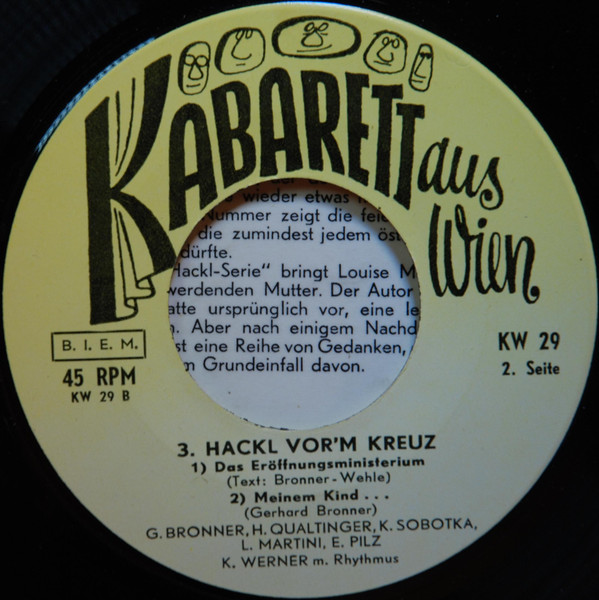 KABARETT aus
Wien
wieder etwas
Nummer zeigt die
die zumindest jedem
dürfte.
Hackl-Serie“ bringt Louise M
werdenden Mutter. Der Autor
atte ursprünglich vor, eine le
n. Aber nach einigem Nachd
st eine Reihe von Gedanken,
m Grundeinfall davon.
B. I. E. M.
45 RPM
KW 29 B
KW 29
2. Seite
3. HACKL VOR'M KREUZ
1) Das Eröffnungsministerium
(Text: Bronner-Wehle)
2) Meinem Kind . . .
(Gerhard Bronner)
G. BRONNER, H. QUALTINGER, K. SOBOTKA,
L. MARTINI, E. PILZ
K. WERNER m. Rhythmus